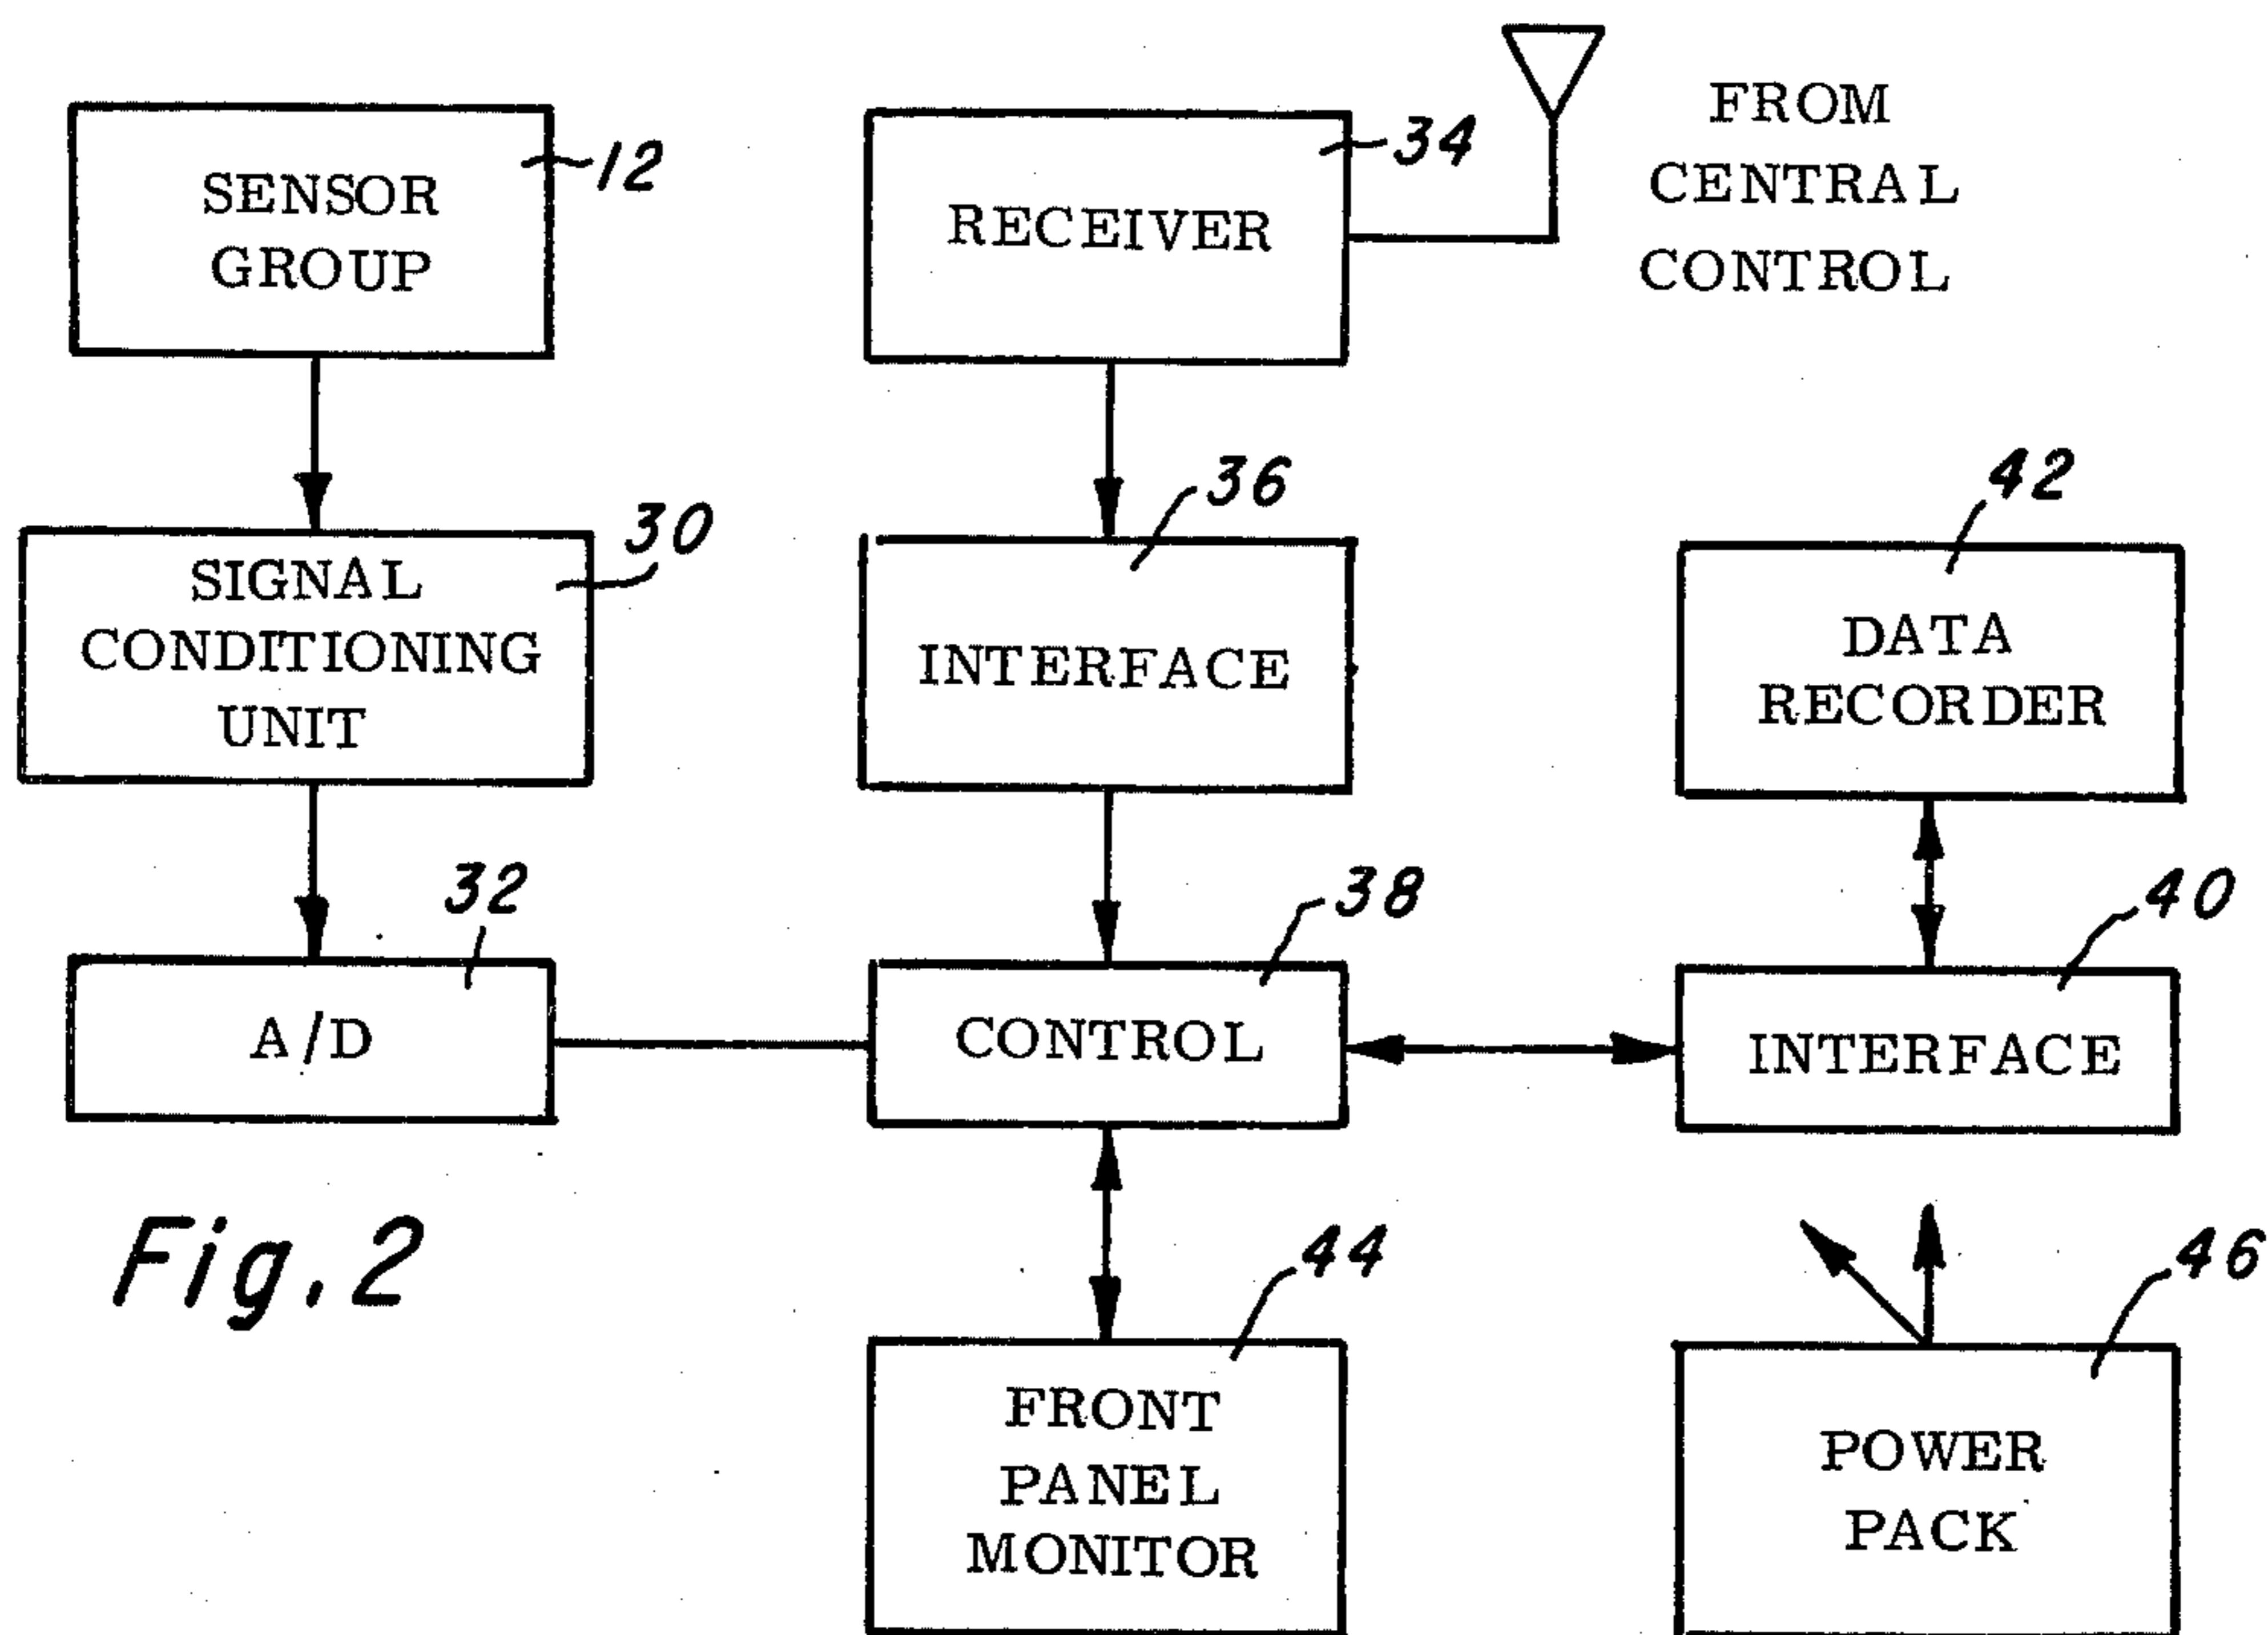 SENSOR
GROUP
12
RECEIVER
34
FROM
CENTRAL
CONTROL
SIGNAL
CONDITIONING
UNIT
30
INTERFACE
36
DATA
RECORDER
42
A/D
32
CONTROL
38
INTERFACE
40
Fig. 2
FRONT
PANEL
MONITOR
44
POWER
PACK
46